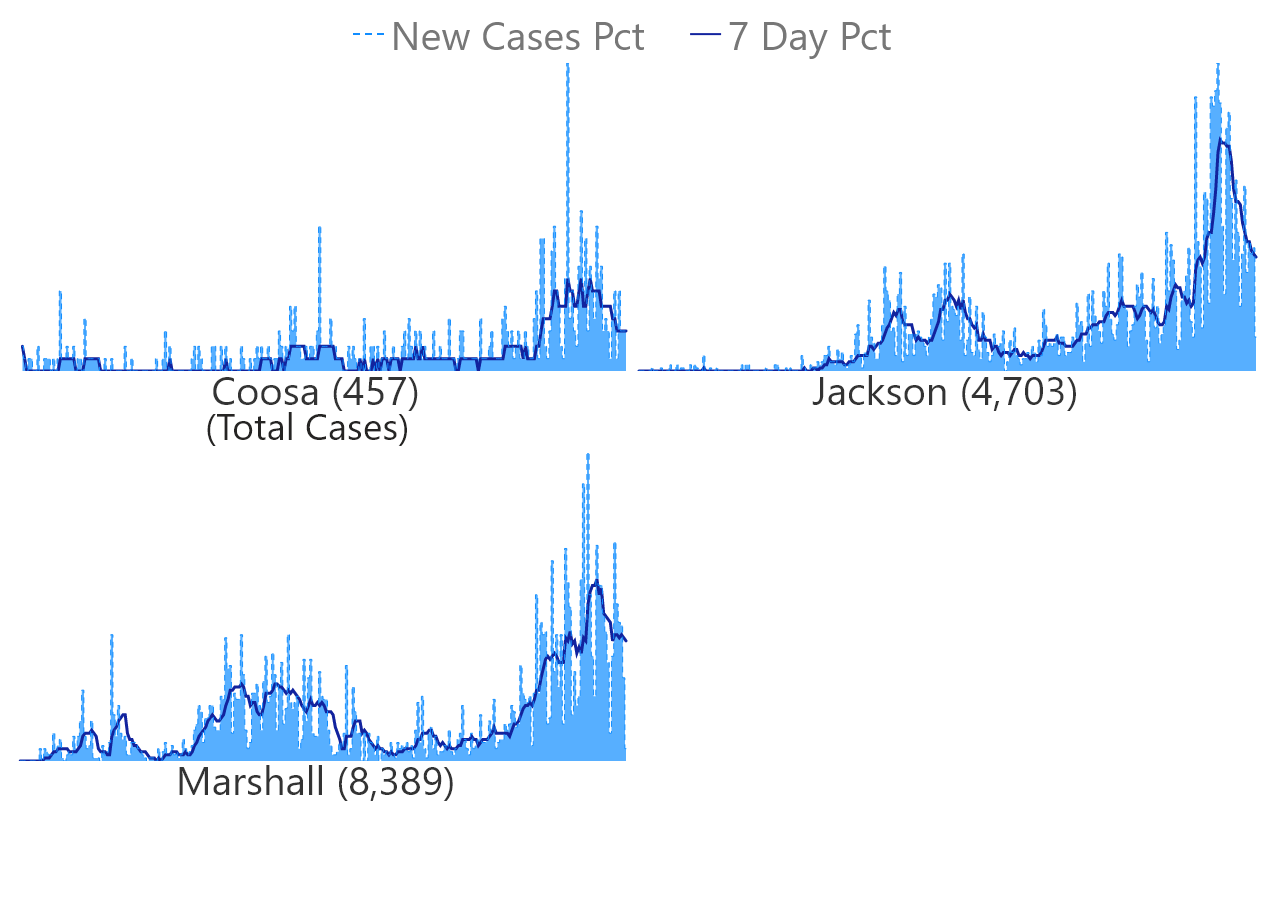 New Cases Pct 7 Day Pct
Coosa (457)
(Total Cases)
Jackson (4,703)
Marshall (8,389)